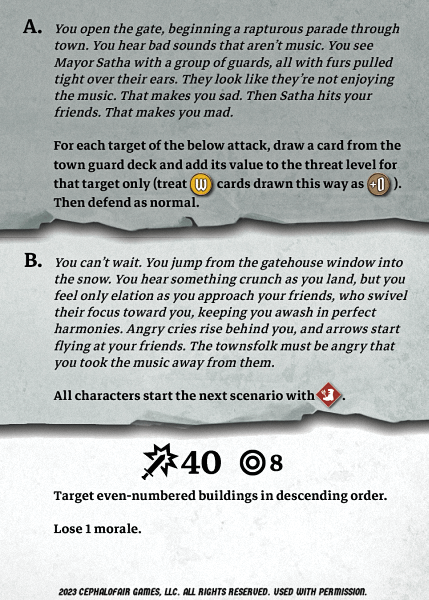 A. You open the gate, beginning a rapturous parade through
town. You hear bad sounds that aren't music. You see
Mayor Satha with a group of guards, all with furs pulled
tight over their ears. They look like they're not enjoying
the music. That makes you sad. Then Satha hits your
friends. That makes you mad.
For each target of the below attack, draw a card from the
town guard deck and add its value to the threat level for
that target only (treat W cards drawn this way as +0 ).
Then defend as normal.
B. You can't wait. You jump from the gatehouse window into
the snow. You hear something crunch as you land, but you
feel only elation as you approach your friends, who swivel
their focus toward you, keeping you awash in perfect
harmonies. Angry cries rise behind you, and arrows start
flying at your friends. The townsfolk must be angry that
you took the music away from them.
All characters start the next scenario with .
40 8
Target even-numbered buildings in descending order.
Lose 1 morale.
2023 CEPHALOFAIR GAMES, LLC. ALL RIGHTS RESERVED. USED WITH PERMISSION.